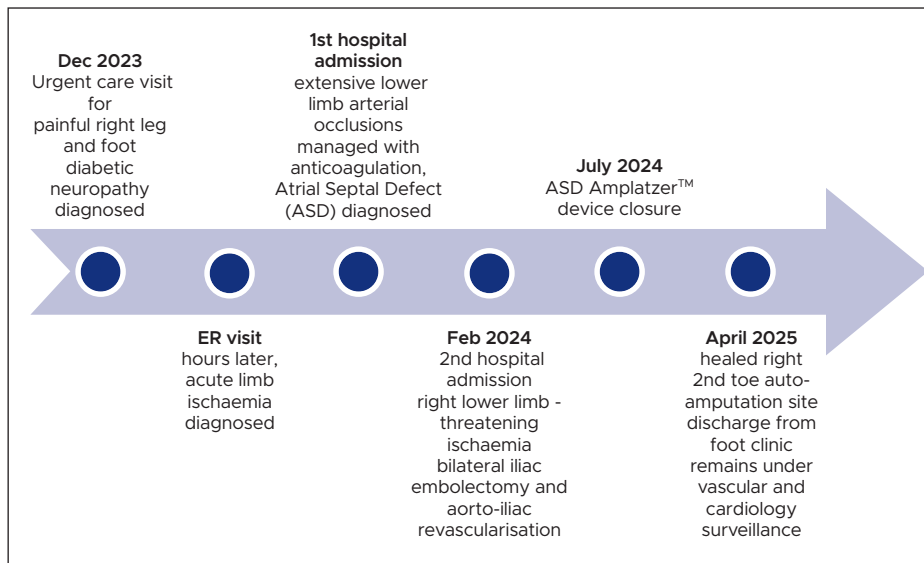 Dec 2023
Urgent care visit
for
painful right leg
and foot
diabetic
neuropathy
diagnosed
ER visit
hours later,
acute limb
ischaemia
diagnosed
1st hospital
admission
extensive lower
limb arterial
occlusions
managed with
anticoagulation,
Atrial Septal Defect
(ASD) diagnosed
Feb 2024
2nd hospital
admission
right lower limb -
threatening
ischaemia
bilateral iliac
embolectomy and
aorto-iliac
revascularisation
July 2024
ASD Amplatzer™
device closure
April 2025
healed right
2nd toe auto-
amputation site
discharge from
foot clinic
remains under
vascular and
cardiology
surveillance